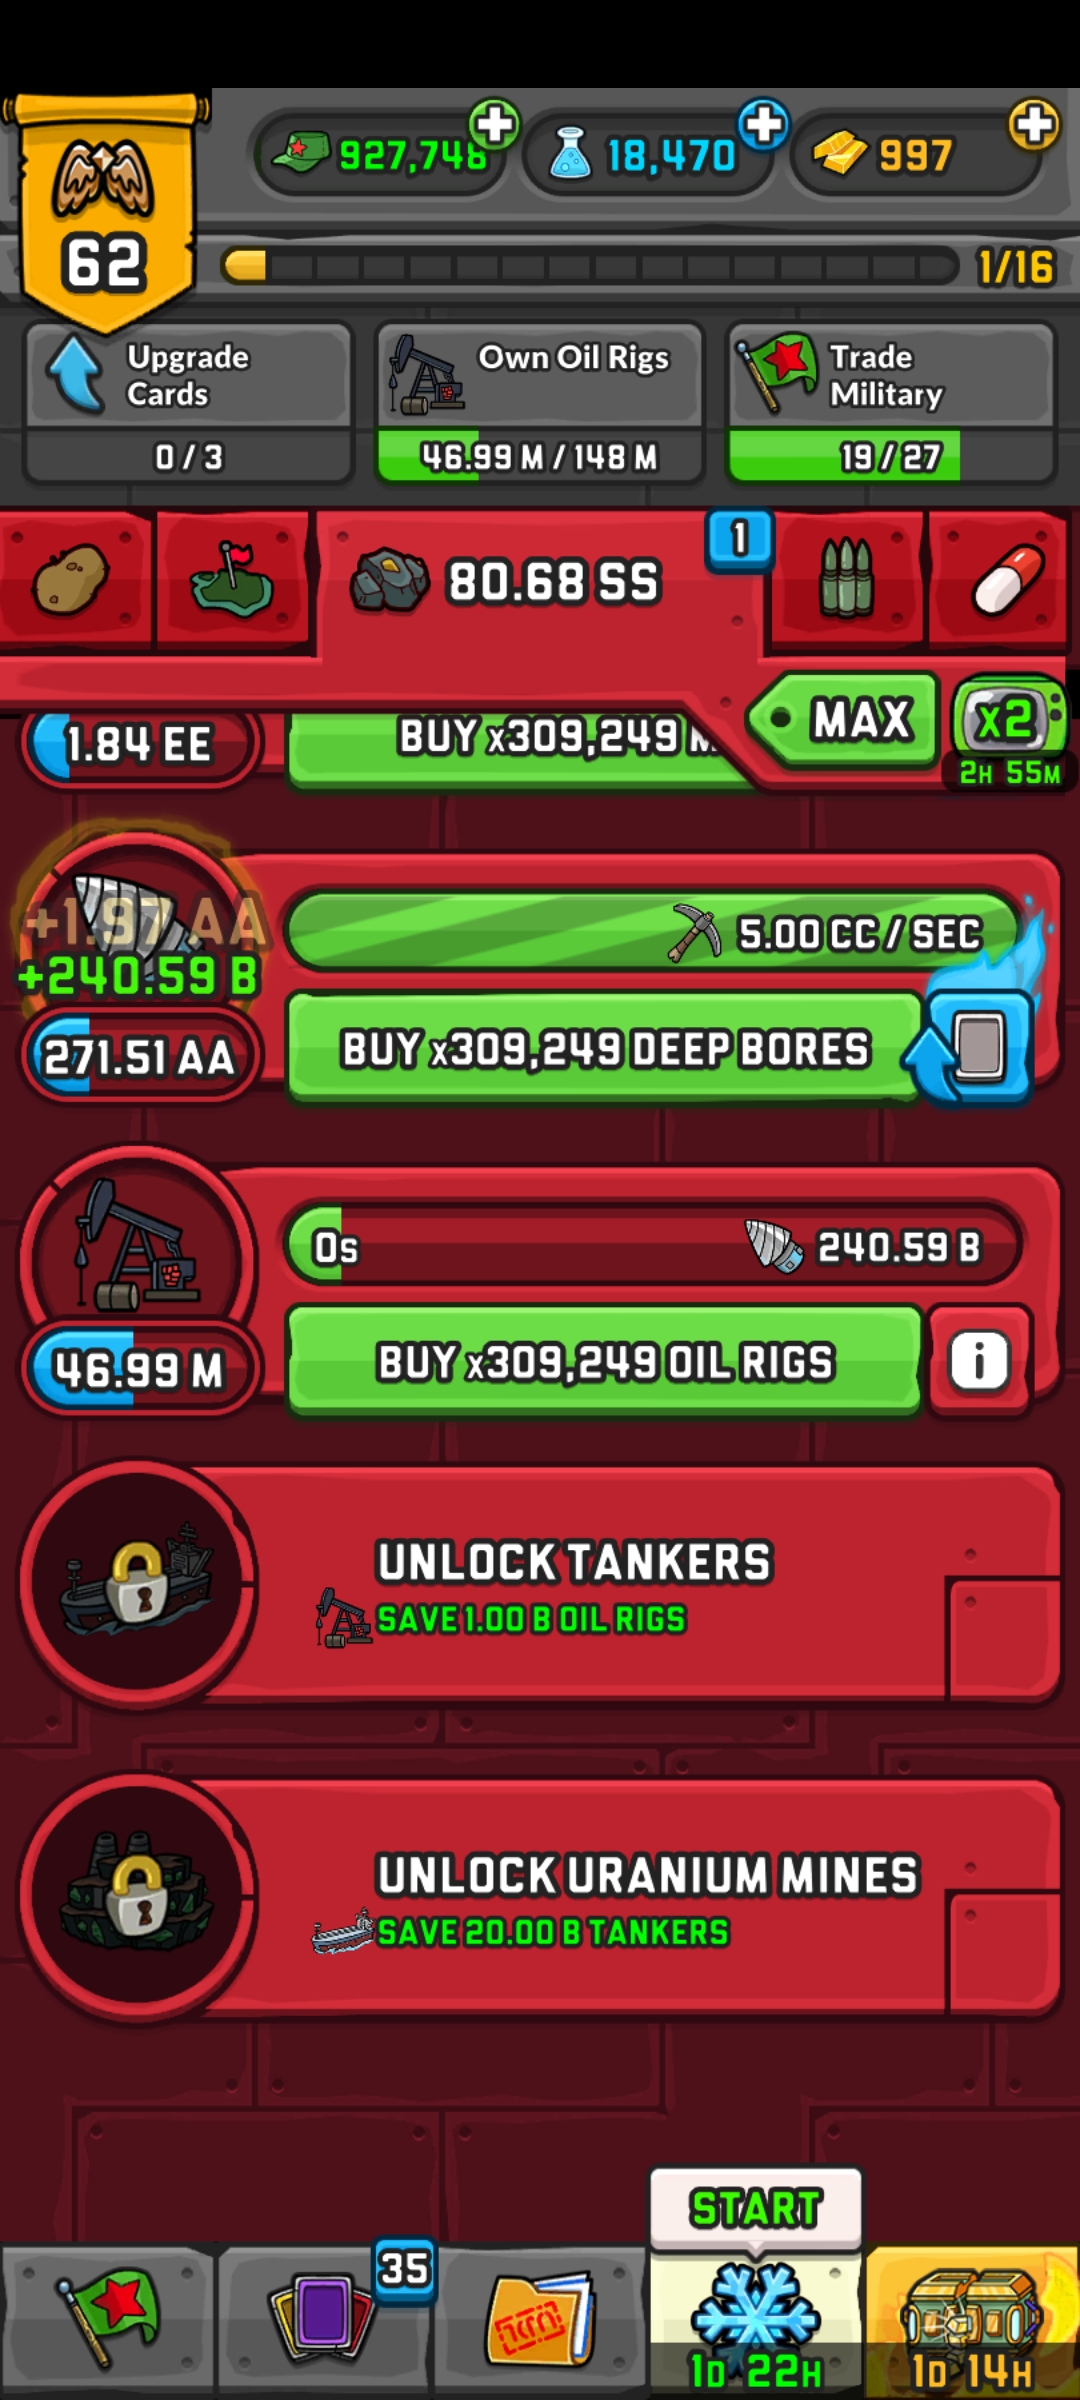 927,748
18,470
997
62
1/16
Upgrade
Cards
0 / 3
Own Oil Rigs
46.99 M / 148 M
Trade
Military
19 / 27
80.68 SS
1
MAX
x2
2H 55M
1.84 EE
BUY x309,249
+1.97 AA
+240.59 B
5.00 CC / SEC
271.51 AA
BUY x309,249 DEEP BORES
0s
240.59 B
46.99 M
BUY x309,249 OIL RIGS
i
UNLOCK TANKERS
SAVE 1.00 B OIL RIGS
UNLOCK URANIUM MINES
SAVE 20.00 B TANKERS
START
35
1D 22H
1D 14H